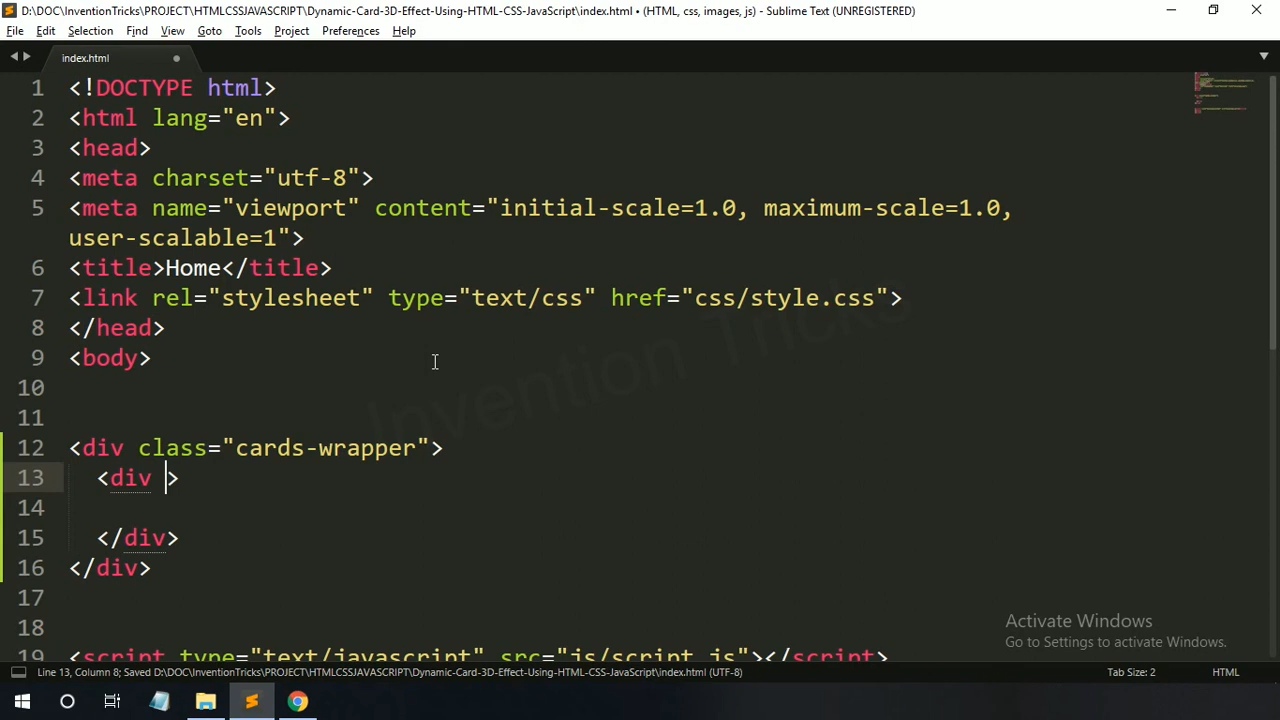 D:\DOC\InventionTricks\PROJECT\HTMLCSSJAVASCRIPT\Dynamic-Card-3D-Effect-Using-HTML-CSS-JavaScript\index.html • (HTML, css, images, js) - Sublime Text (UNREGISTERED)
File Edit Selection Find View Goto Tools Project Preferences Help
index.html
1 <!DOCTYPE html>
2 <html lang="en">
3 <head>
4 <meta charset="utf-8">
5 <meta name="viewport" content="initial-scale=1.0, maximum-scale=1.0,
user-scalable=1">
6 <title>Home</title>
7 <link rel="stylesheet" type="text/css" href="css/style.css">
8 </head>
9 <body>
Invention Tricks
10
11
12 <div class="cards-wrapper">
13 <div >
14
15 </div>
16 </div>
17
18
Activate Windows
Go to Settings to activate Windows.
19 <script type="text/javascript" src="js/script.js"></script>
Line 13, Column 8; Saved D:\DOC\InventionTricks\PROJECT\HTMLCSSJAVASCRIPT\Dynamic-Card-3D-Effect-Using-HTML-CSS-JavaScript\index.html (UTF-8) Tab Size: 2 HTML